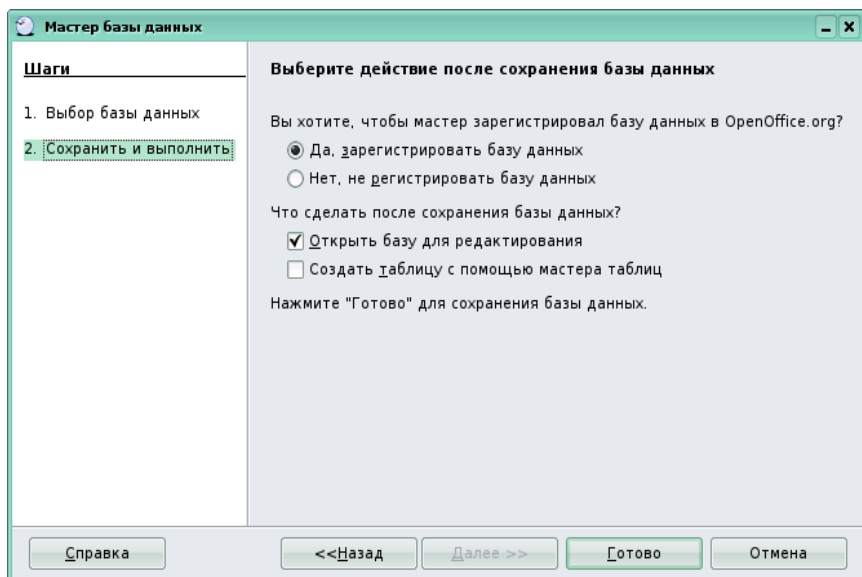 Мастер базы данных
Шаги
1. Выбор базы данных
2. Сохранить и выполнить
Выберите действие после сохранения базы данных
Вы хотите, чтобы мастер зарегистрировал базу данных в OpenOffice.org?
Да, зарегистрировать базу данных
Нет, не регистрировать базу данных
Что сделать после сохранения базы данных?
Открыть базу для редактирования
Создать таблицу с помощью мастера таблиц
Нажмите "Готово" для сохранения базы данных.
Справка
<<Назад
Далее >>
Готово
Отмена